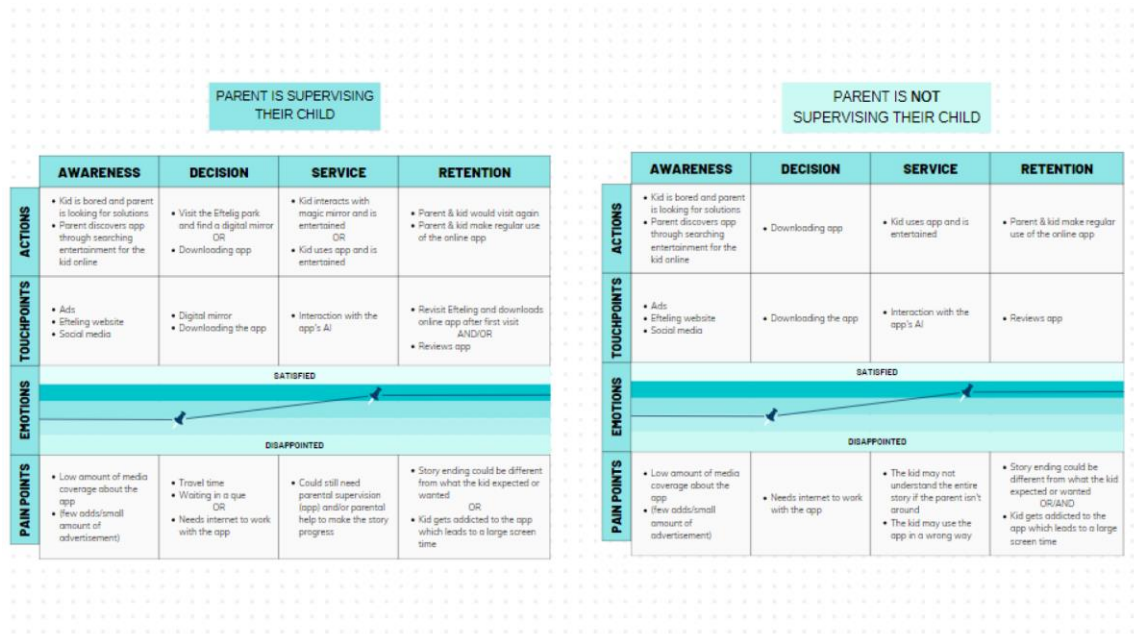 PARENT IS SUPERVISING
THEIR CHILD
AWARENESS
DECISION
SERVICE
RETENTION
ACTIONS
• Kid is bored and parent
is looking for solutions
• Parent discovers app
through searching
entertainment for the
kid online
• Visit the Eftelig park
and find a digital mirror
OR
• Downloading app
• Kid interacts with
magic mirror and is
entertained
OR
• Kid uses app and is
entertained
• Parent & kid would visit again
• Parent & kid make regular use
of the online app
TOUCHPOINTS
• Ads
• Efteling website
• Social media
• Digital mirror
• Downloading the app
• Interaction with the
app's AI
• Revisit Efteling and downloads
online app after first visit
AND/OR
• Reviews app
EMOTIONS
SATISFIED
DISAPPOINTED
PAIN POINTS
• Low amount of media
coverage about the
app
• (few adds/small
amount of
advertisement)
• Travel time
• Waiting in a que
OR
• Needs internet to work
with the app
• Could still need
parental supervision
(app) and/or parental
help to make the story
progress
• Story ending could be different
from what the kid expected or
wanted
OR
• Kid gets addicted to the app
which leads to a large screen
time
PARENT IS NOT
SUPERVISING THEIR CHILD
AWARENESS
DECISION
SERVICE
RETENTION
ACTIONS
• Kid is bored and parent
is looking for solutions
• Parent discovers app
through searching
entertainment for the
kid online
• Downloading app
• Kid uses app and is
entertained
• Parent & kid make regular
use of the online app
TOUCHPOINTS
• Ads
• Efteling website
• Social media
• Downloading the app
• Interaction with the
app's AI
• Reviews app
EMOTIONS
SATISFIED
DISAPPOINTED
PAIN POINTS
• Low amount of media
coverage about the
app
• (few adds/small
amount of
advertisement)
• Needs internet to work
with the app
• The kid may not
understand the entire
story if the parent isn't
around
• The kid may use the
app in a wrong way
• Story ending could be
different from what the kid
expected or wanted
OR/AND
• Kid gets addicted to the
app which leads to a large
screen time